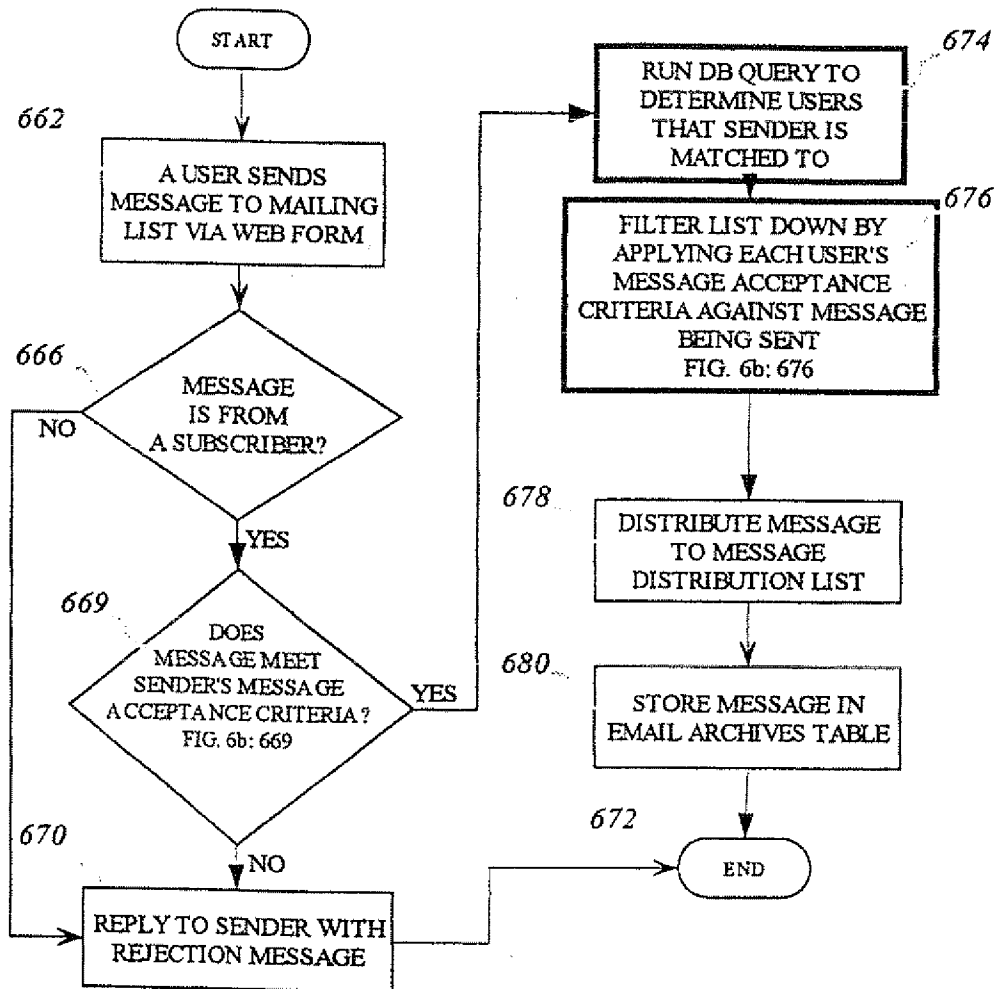 START
662
A USER SENDS
MESSAGE TO MAILING
LIST VIA WEB FORM
666
MESSAGE
IS FROM
A SUBSCRIBER?
NO
YES
669
DOES
MESSAGE MEET
SENDER'S MESSAGE
ACCEPTANCE CRITERIA?
FIG. 6b: 669
YES
NO
670
REPLY TO SENDER WITH
REJECTION MESSAGE
674
RUN DB QUERY TO
DETERMINE USERS
THAT SENDER IS
MATCHED TO
676
FILTER LIST DOWN BY
APPLYING EACH USER'S
MESSAGE ACCEPTANCE
CRITERIA AGAINST MESSAGE
BEING SENT
FIG. 6b: 676
678
DISTRIBUTE MESSAGE
TO MESSAGE
DISTRIBUTION LIST
680
STORE MESSAGE IN
EMAIL ARCHIVES TABLE
672
END